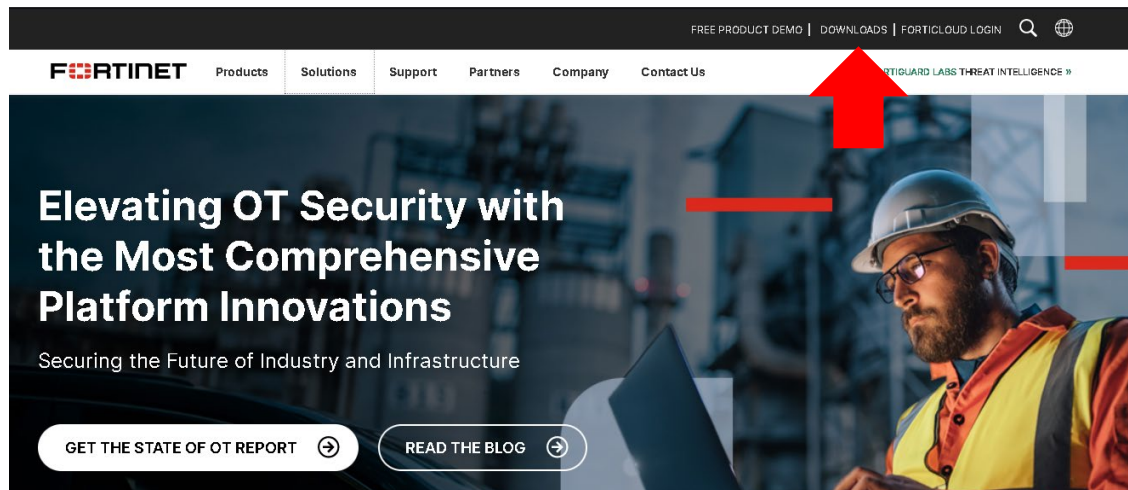 FREE PRODUCT DEMO | DOWNLOADS | FORTICLOUD LOGIN
FORTINET Products Solutions Support Partners Company Contact Us LABS THREAT INTELLIGENCE »
Elevating OT Security with
the Most Comprehensive
Platform Innovations
Securing the Future of Industry and Infrastructure
GET THE STATE OF OT REPORT READ THE BLOG